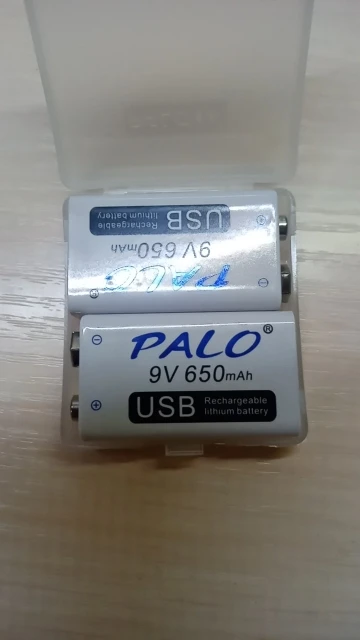 USB Rechargeable
lithium battery
9V 650mAh
PALO
PALO®
9V 650mAh
USB Rechargeable
lithium battery